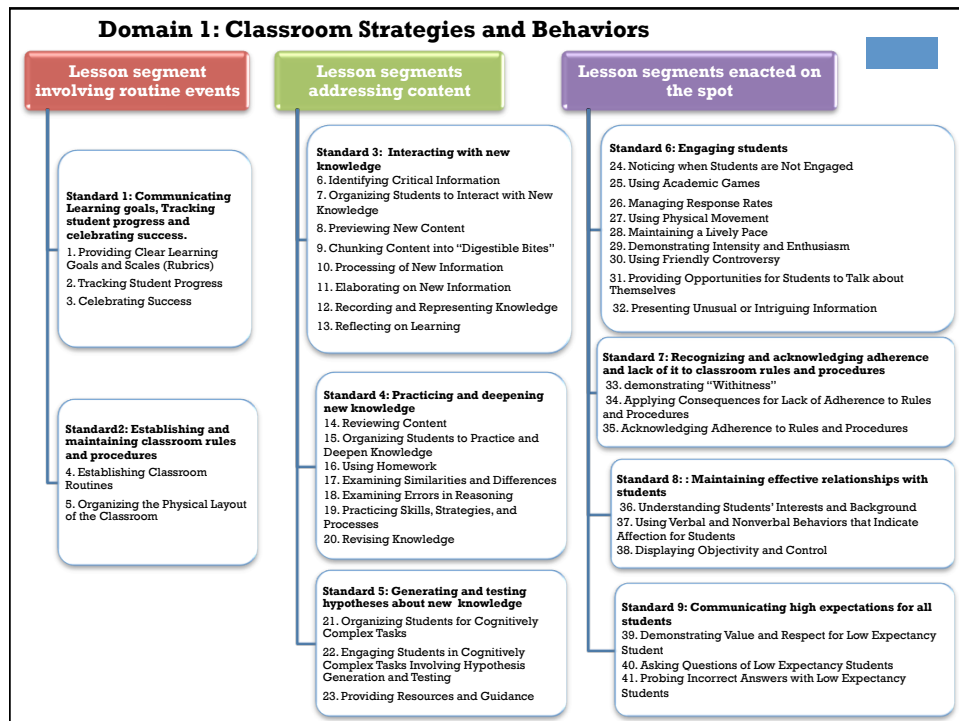 Domain 1: Classroom Strategies and Behaviors
Lesson segment
involving routine events
Standard 1: Communicating
Learning goals, Tracking
student progress and
celebrating success.
1. Providing Clear Learning
Goals and Scales (Rubrics)
2. Tracking Student Progress
3. Celebrating Success
Standard2: Establishing and
maintaining classroom rules
and procedures
4. Establishing Classroom
Routines
5. Organizing the Physical Layout
of the Classroom
Lesson segments
addressing content
Standard 3:  Interacting with new
knowledge
6. Identifying Critical Information
7. Organizing Students to Interact with New
Knowledge
8. Previewing New Content
9. Chunking Content into “Digestible Bites”
10. Processing of New Information
11. Elaborating on New Information
12. Recording and Representing Knowledge
13. Reflecting on Learning
Standard 4: Practicing and deepening
new knowledge
14. Reviewing Content
15. Organizing Students to Practice and
Deepen Knowledge
16. Using Homework
17. Examining Similarities and Differences
18. Examining Errors in Reasoning
19. Practicing Skills, Strategies, and
Processes
20. Revising Knowledge
Standard 5: Generating and testing
hypotheses about new  knowledge
21. Organizing Students for Cognitively
Complex Tasks
22. Engaging Students in Cognitively
Complex Tasks Involving Hypothesis
Generation and Testing
23. Providing Resources and Guidance
Lesson segments enacted on
the spot
Standard 6: Engaging students
24. Noticing when Students are Not Engaged
25. Using Academic Games
26. Managing Response Rates
27. Using Physical Movement
28. Maintaining a Lively Pace
29. Demonstrating Intensity and Enthusiasm
30. Using Friendly Controversy
31. Providing Opportunities for Students to Talk about
Themselves
32. Presenting Unusual or Intriguing Information
Standard 7: Recognizing and acknowledging adherence
and lack of it to classroom rules and procedures
33. demonstrating “Withitness”
34. Applying Consequences for Lack of Adherence to Rules
and Procedures
35. Acknowledging Adherence to Rules and Procedures
Standard 8: : Maintaining effective relationships with
students
36. Understanding Students’ Interests and Background
37. Using Verbal and Nonverbal Behaviors that Indicate
Affection for Students
38. Displaying Objectivity and Control
Standard 9: Communicating high expectations for all
students
39. Demonstrating Value and Respect for Low Expectancy
Student
40. Asking Questions of Low Expectancy Students
41. Probing Incorrect Answers with Low Expectancy
Students